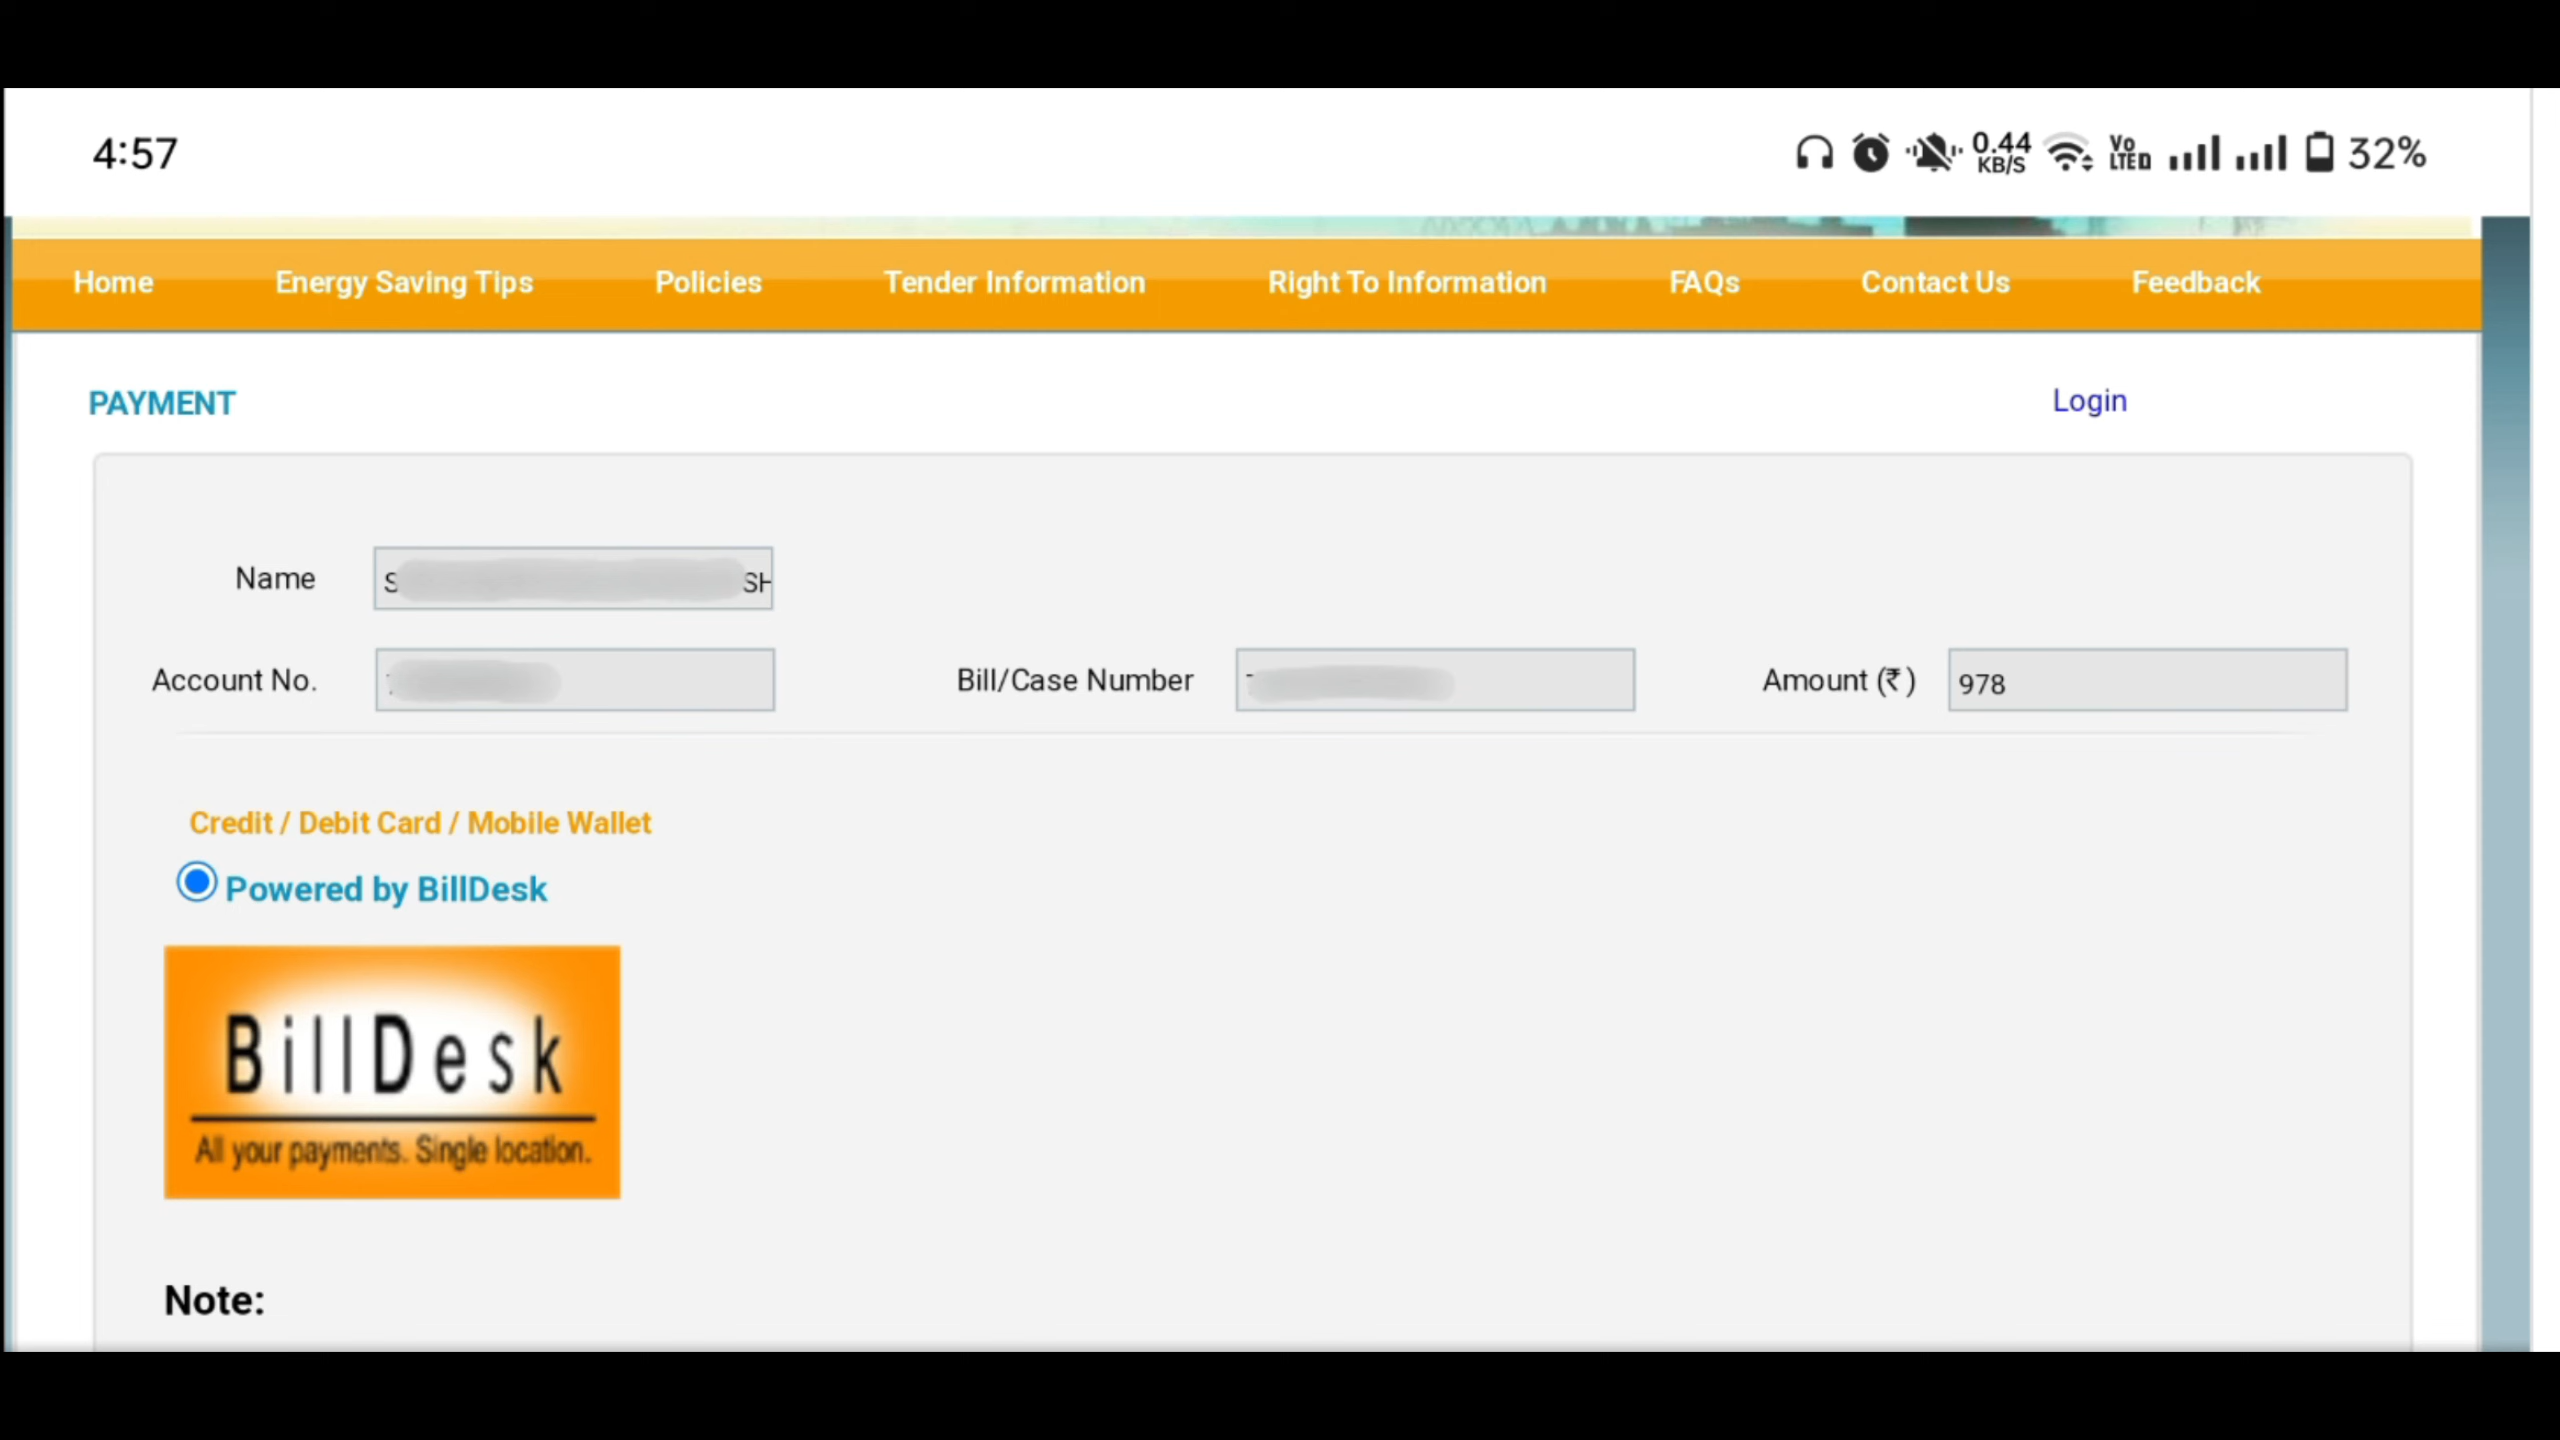 4:57 0.44 KB/S Vo LTE 32%
Home Energy Saving Tips Policies Tender Information Right To Information FAQs Contact Us Feedback
PAYMENT Login
Name S SH
Account No. Bill/Case Number Amount (₹) 978
Credit / Debit Card / Mobile Wallet
Powered by BillDesk
BillDesk
All your payments. Single location.
Note: